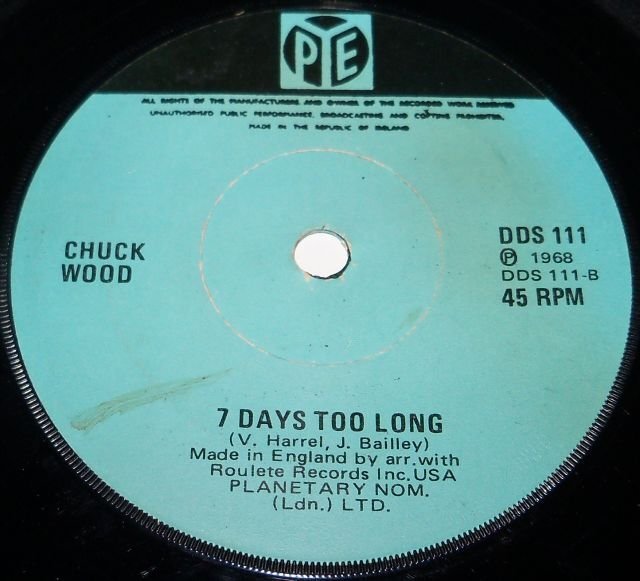 PYE
ALL RIGHTS OF THE MANUFACTURERS AND OWNER OF THE RECORDED WORK RESERVED
UNAUTHORISED PUBLIC PERFORMANCE, BROADCASTING AND COPYING PROHIBITED.
MADE IN THE REPUBLIC OF IRELAND
CHUCK
WOOD
DDS 111
Ⓟ 1968
DDS 111-B
45 RPM
7 DAYS TOO LONG
(V. Harrel, J. Bailley)
Made in England by arr. with
Roulete Records Inc. USA
PLANETARY NOM.
(Ldn.) LTD.